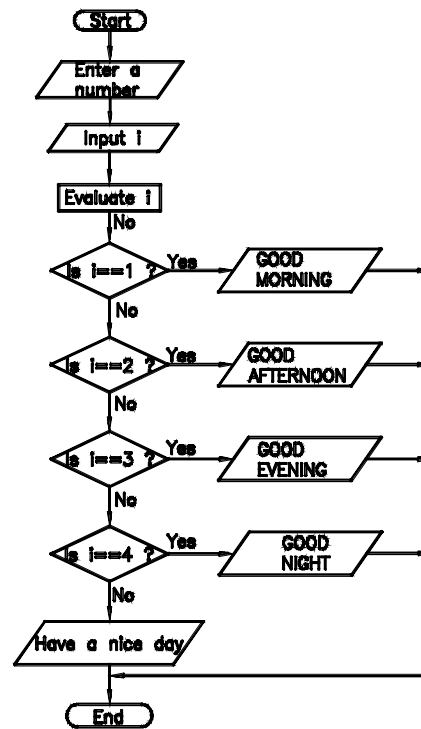 Start
Enter a
number
Input i
Evaluate i
No
Is i==1 ?
Yes
GOOD
MORNING
No
Is i==2 ?
Yes
GOOD
AFTERNOON
No
Is i==3 ?
Yes
GOOD
EVENING
No
Is i==4 ?
Yes
GOOD
NIGHT
No
Have a nice day
End